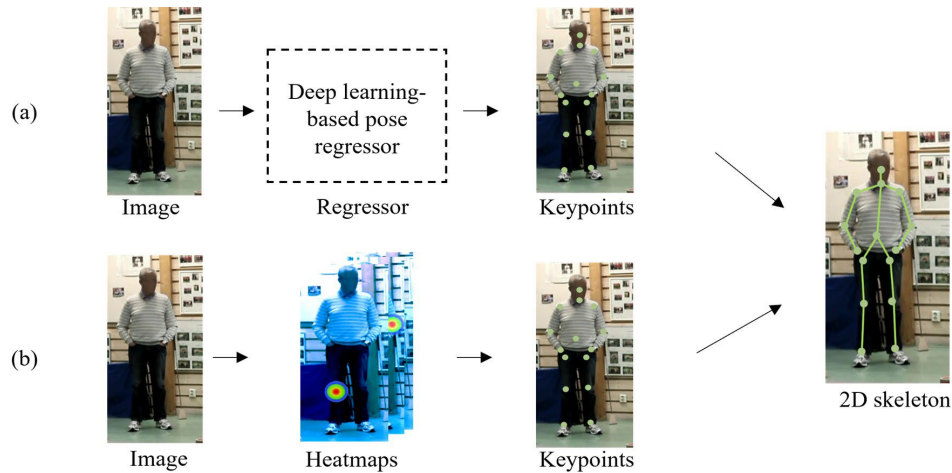 (a)
Deep learning-
based pose
regressor
Image
Regressor
Keypoints
(b)
Image
Heatmaps
Keypoints
2D skeleton